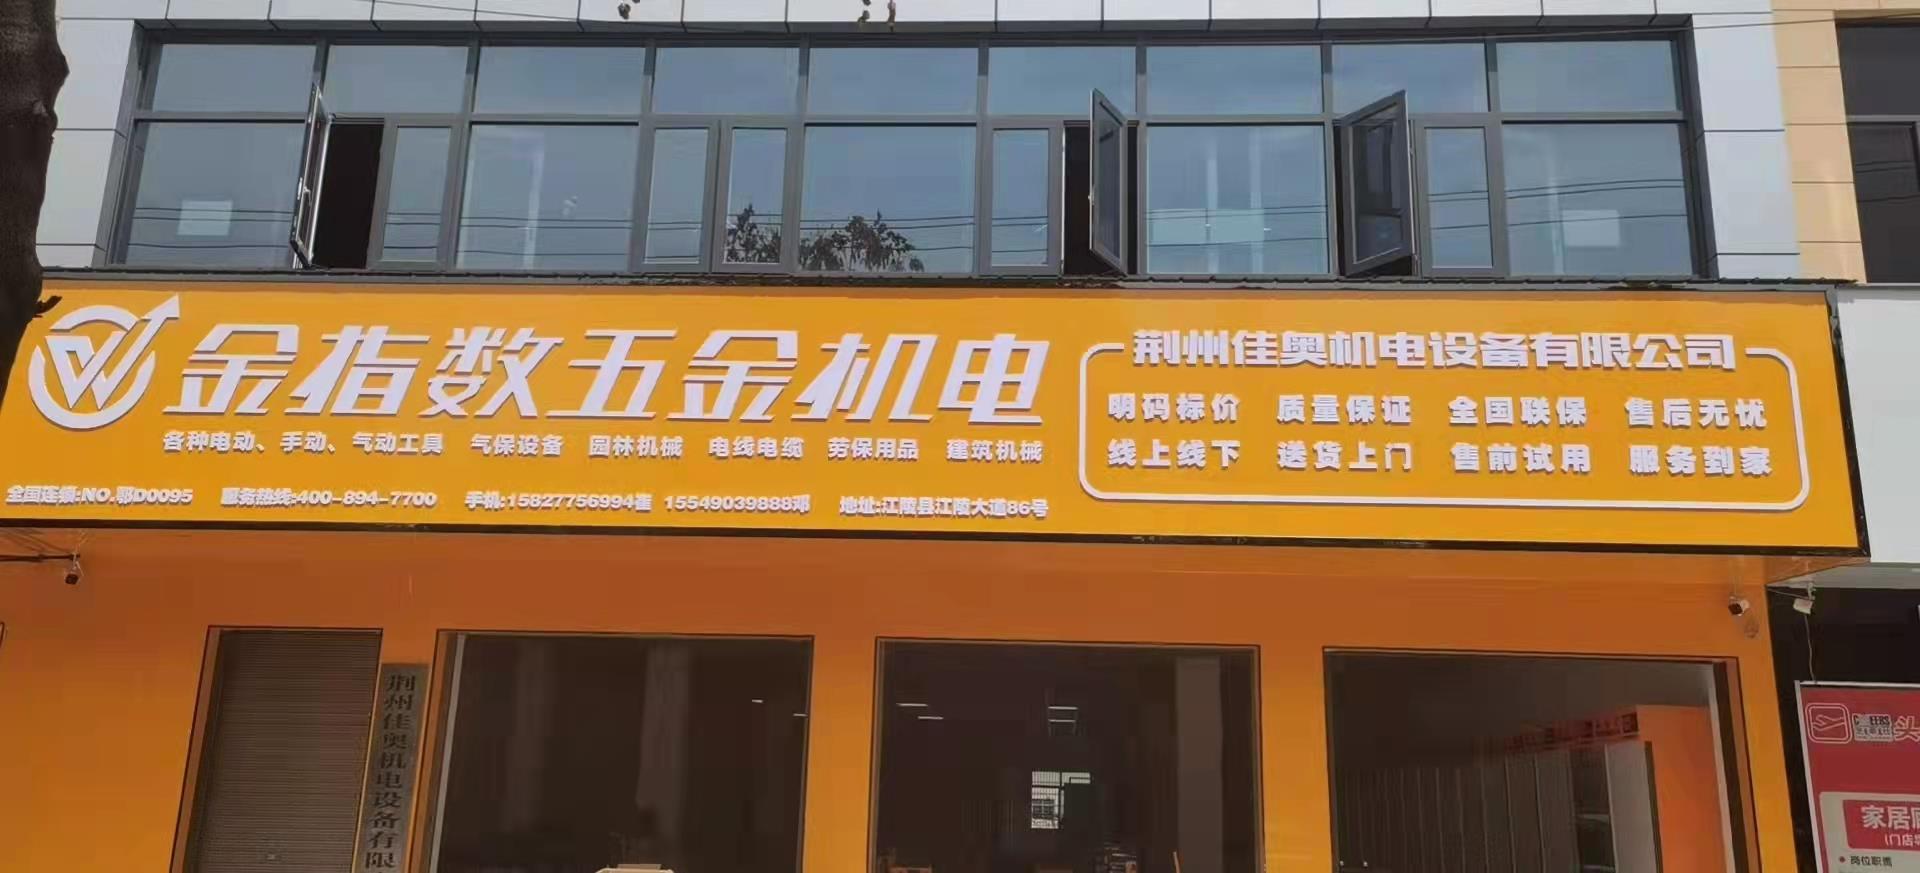 金指数五金机电
各种电动、手动、气动工具 气保设备 园林机械 电线电缆 劳保用品 建筑机械
全国连锁:NO.鄂D0095 服务热线:400-894-7700 手机:15827756994崔 15549039888邓 地址:江陵县江陵大道86号
荆州佳奥机电设备有限公司
明码标价 质量保证 全国联保 售后无忧
线上线下 送货上门 售前试用 服务到家
荆州佳奥机电设备有限
头
家居
(门店
岗位职责